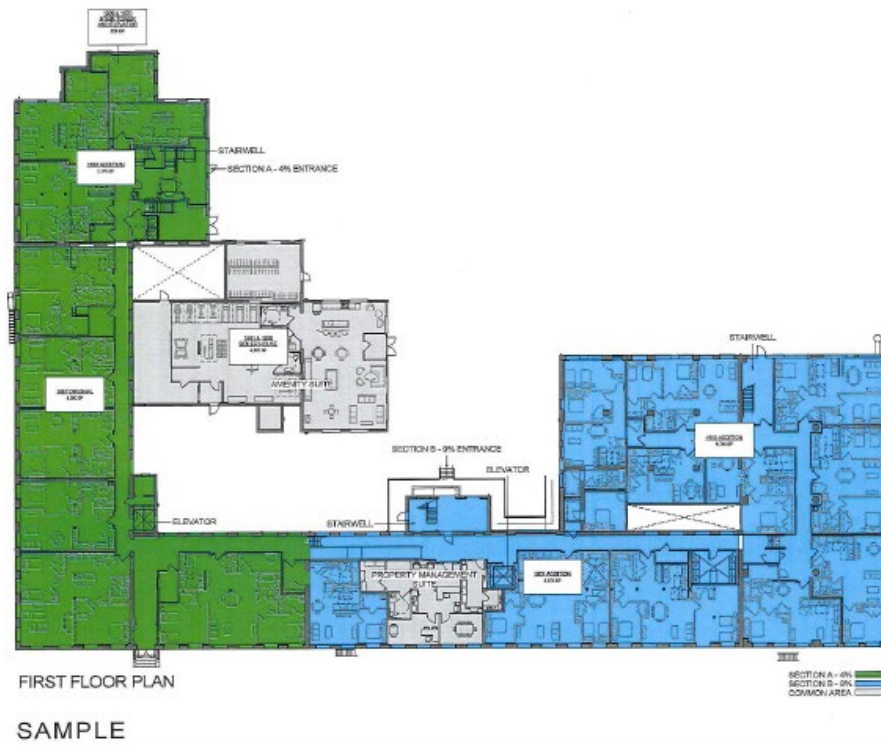 STAIRWELL
SECTION A - 4% ENTRANCE
AMENITY SUITE
STAIRWELL
SECTION B - 9% ENTRANCE
ELEVATOR
ELEVATOR
STAIRWELL
PROPERTY MANAGEMENT
SUITE
FIRST FLOOR PLAN
SECTION A - 4%
SECTION B - 9%
COMMON AREA
SAMPLE